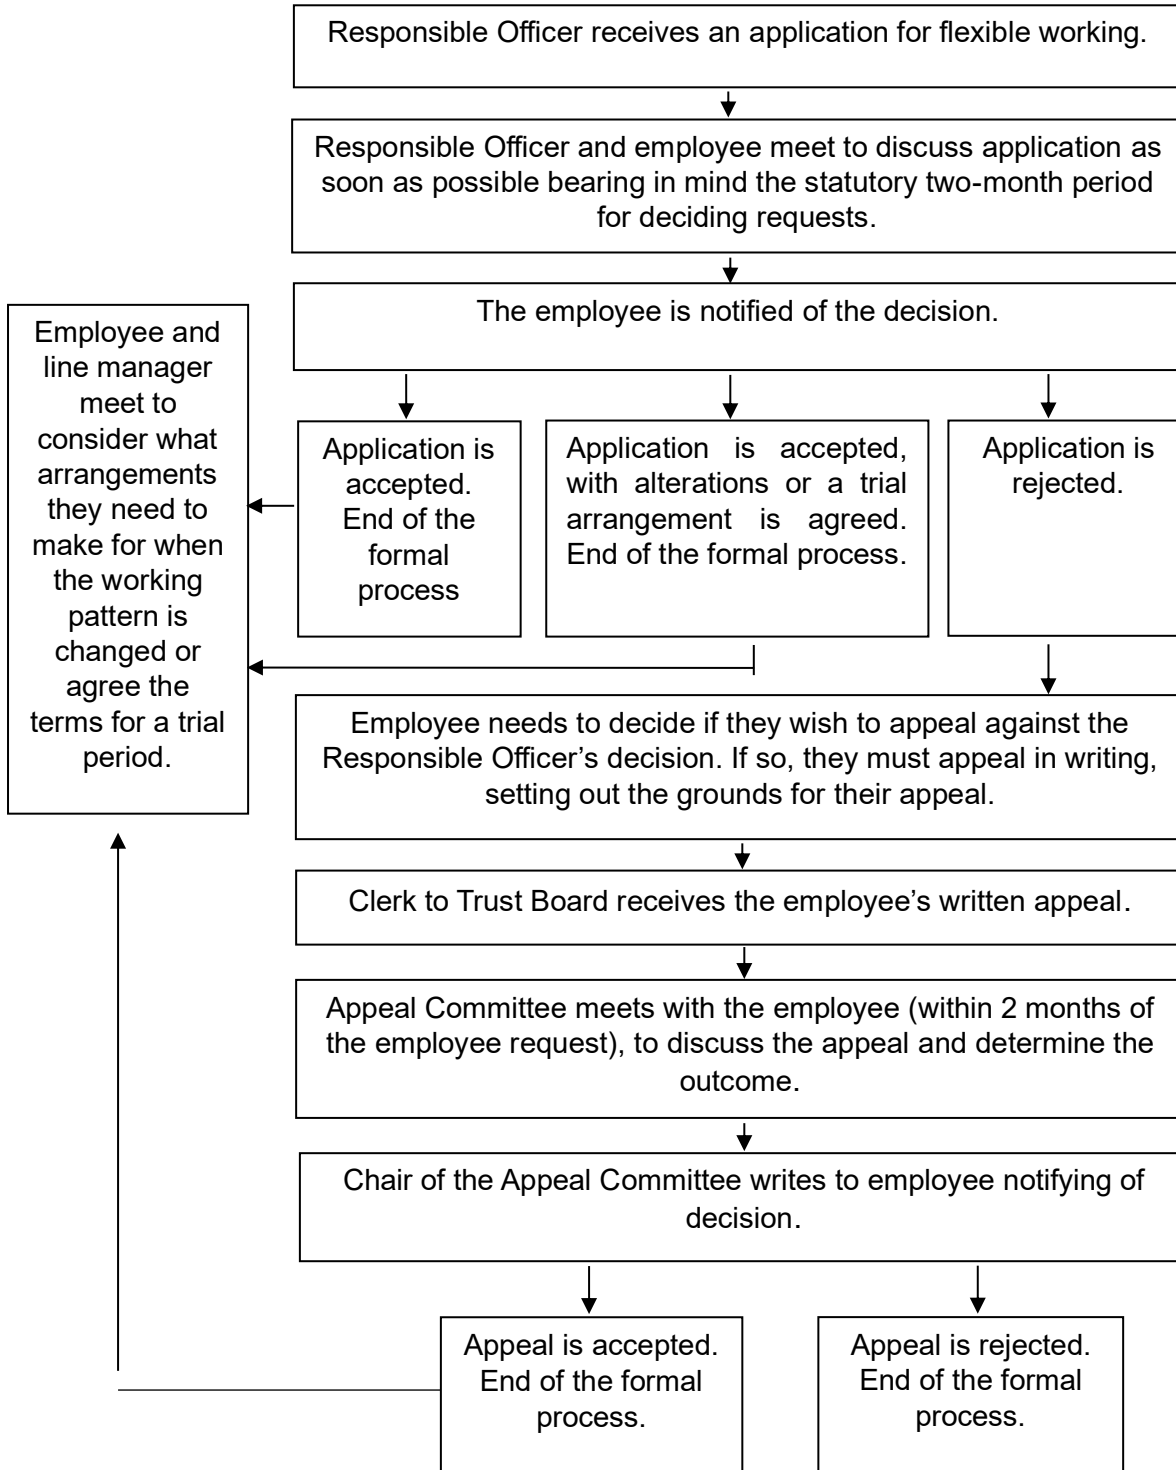 Responsible Officer receives an application for flexible working.
Responsible Officer and employee meet to discuss application as
soon as possible bearing in mind the statutory two-month period
for deciding requests.
The employee is notified of the decision.
Employee and
line manager
meet to
consider what
arrangements
they need to
make for when
the working
pattern is
changed or
agree the
terms for a trial
period.
Application is
accepted.
End of the
formal
process
Application is accepted,
with alterations or a trial
arrangement is agreed.
End of the formal process.
Application is
rejected.
Employee needs to decide if they wish to appeal against the
Responsible Officer’s decision. If so, they must appeal in writing,
setting out the grounds for their appeal.
Clerk to Trust Board receives the employee’s written appeal.
Appeal Committee meets with the employee (within 2 months of
the employee request), to discuss the appeal and determine the
outcome.
Chair of the Appeal Committee writes to employee notifying of
decision.
Appeal is accepted.
End of the formal
process.
Appeal is rejected.
End of the formal
process.